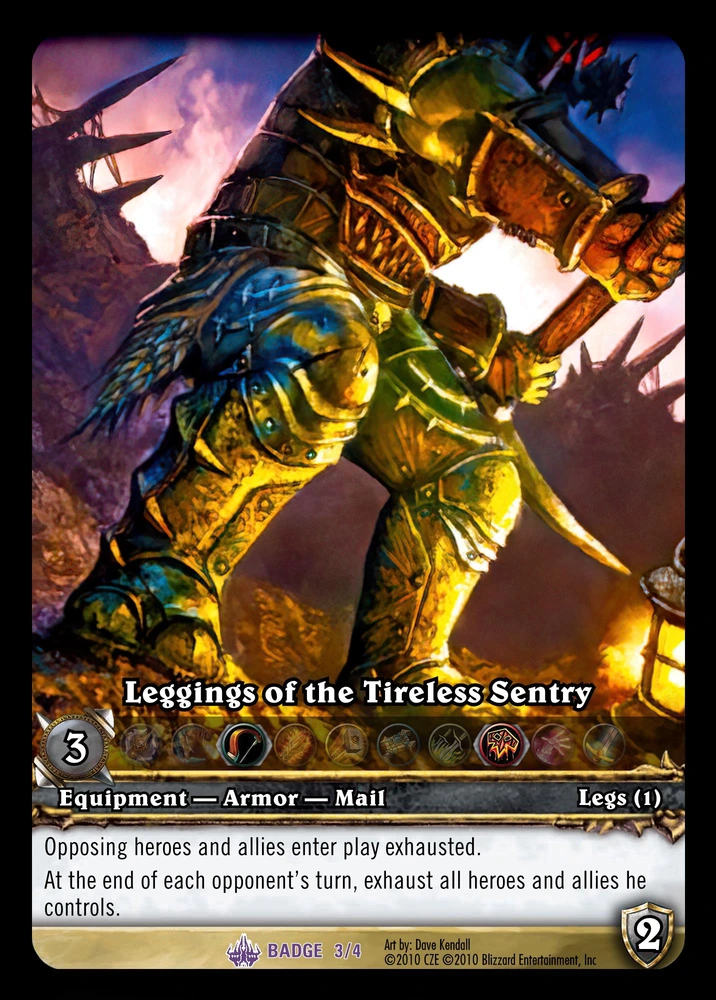 Leggings of the Tireless Sentry
3
Equipment — Armor — Mail
Legs (1)
Opposing heroes and allies enter play exhausted.
At the end of each opponent's turn, exhaust all heroes and allies he
controls.
2
BADGE 3/4
Art by: Dave Kendall
©2010 CZE ©2010 Blizzard Entertainment, Inc